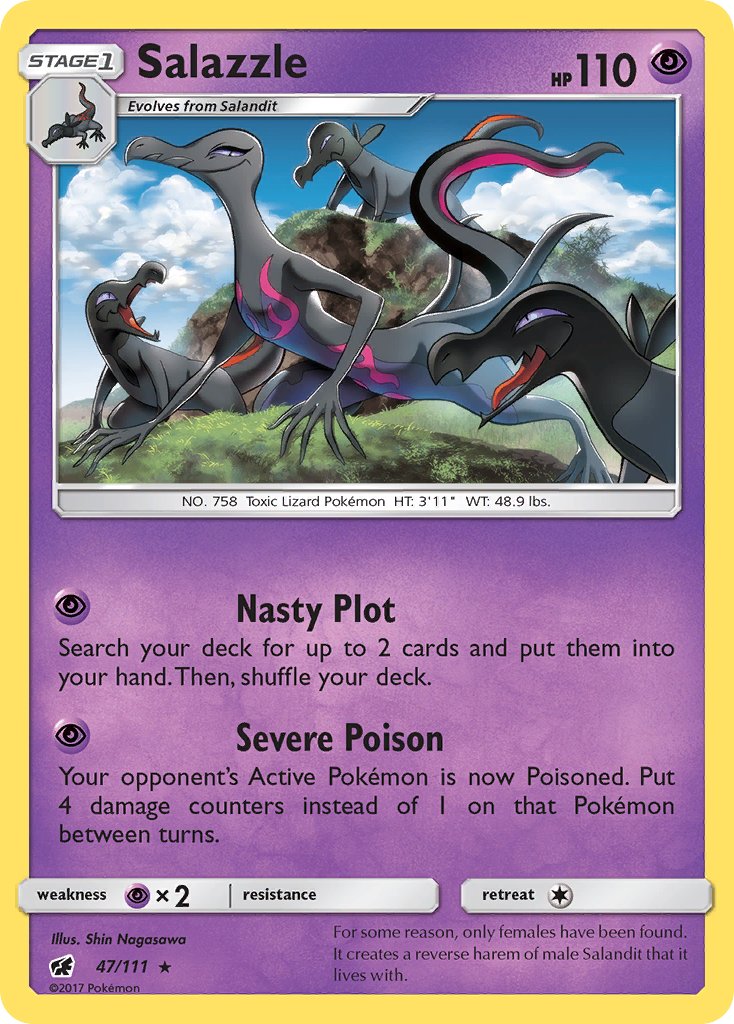 STAGE1 Salazzle HP 110
Evolves from Salandit
NO. 758 Toxic Lizard Pokémon HT: 3'11" WT: 48.9 lbs.
Nasty Plot
Search your deck for up to 2 cards and put them into
your hand. Then, shuffle your deck.
Severe Poison
Your opponent's Active Pokémon is now Poisoned. Put
4 damage counters instead of 1 on that Pokémon
between turns.
weakness ×2 resistance retreat
Illus. Shin Nagasawa
47/111 ★
©2017 Pokémon
For some reason, only females have been found.
It creates a reverse harem of male Salandit that it
lives with.